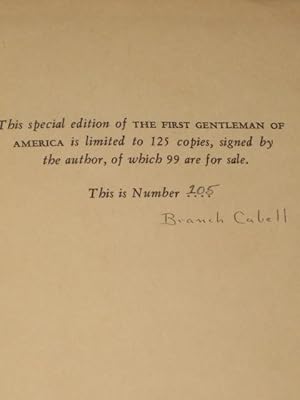 This special edition of THE FIRST GENTLEMAN OF
AMERICA is limited to 125 copies, signed by
the author, of which 99 are for sale.
This is Number 105
Branch Cabell